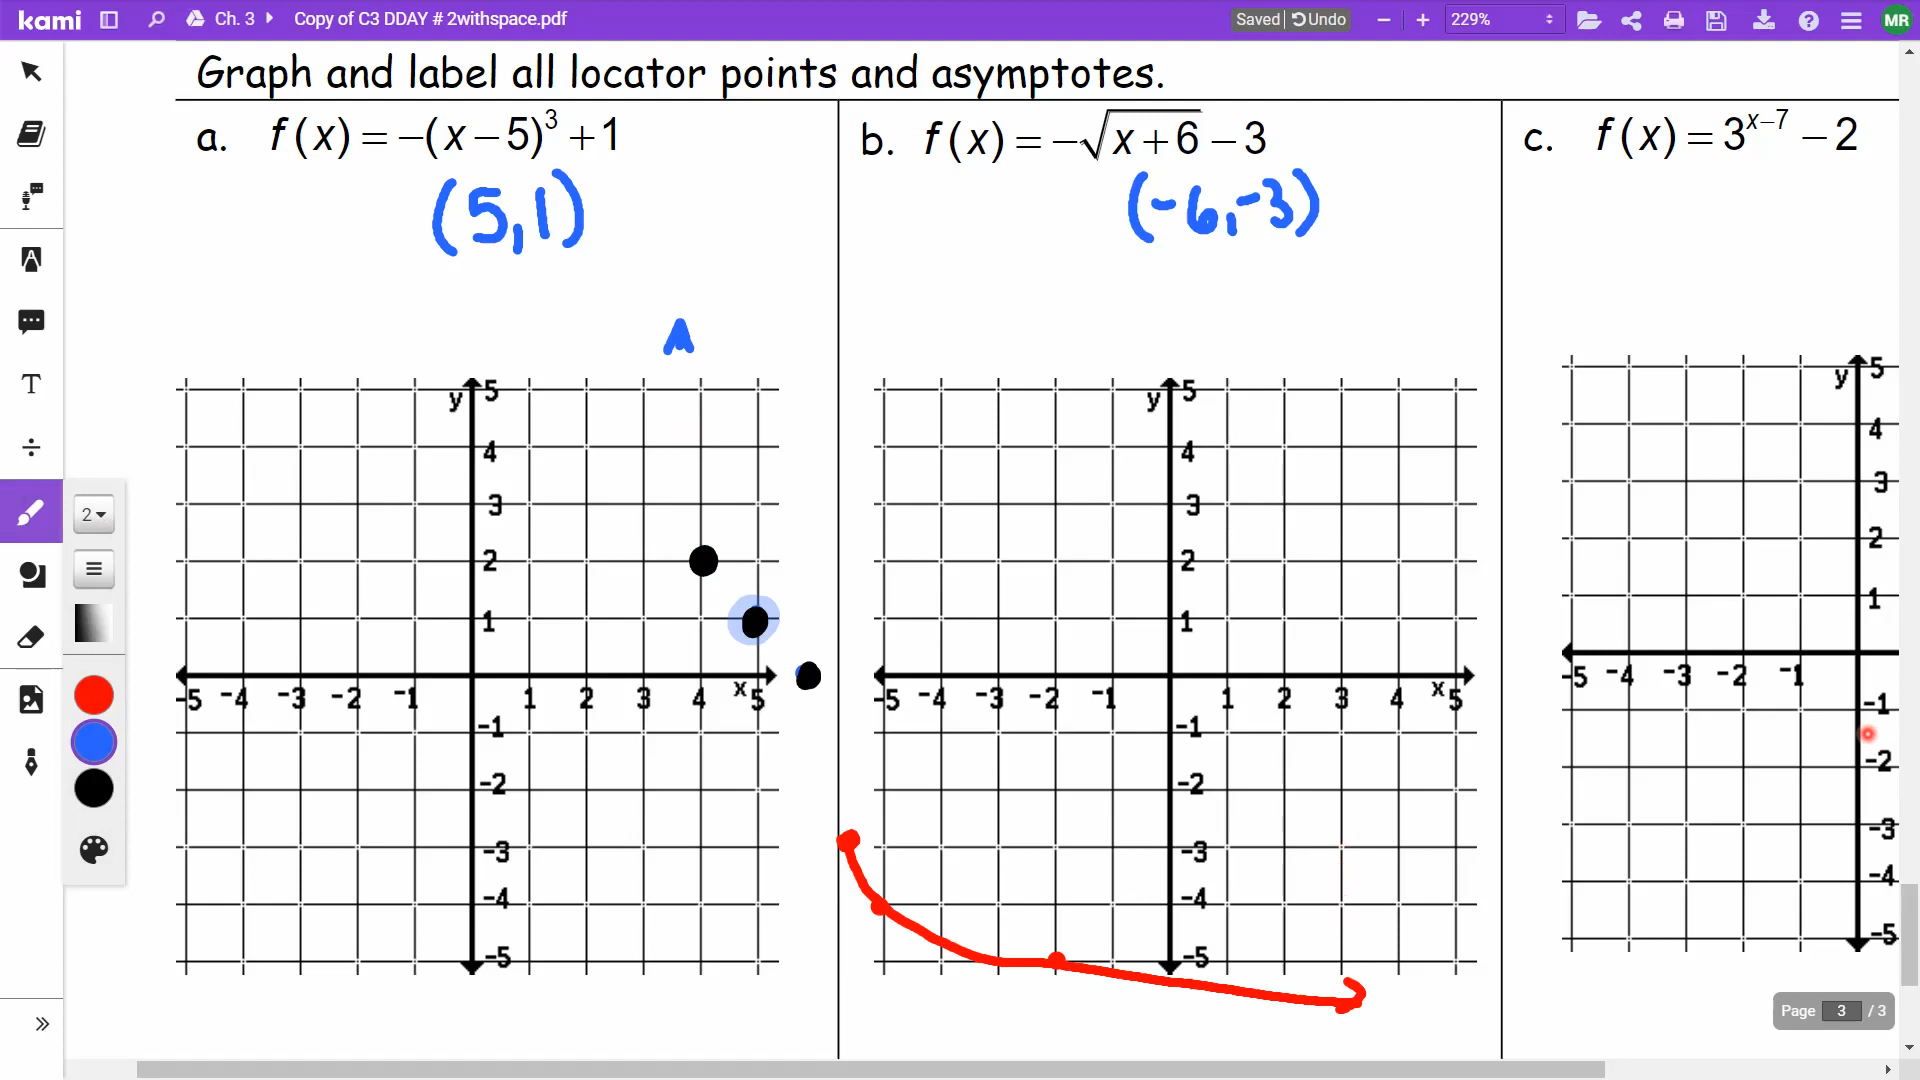 kami Ch. 3 Copy of C3 DDAY # 2withspace.pdf Saved Undo 229% MR
Graph and label all locator points and asymptotes.
a. f(x) = −(x−5)³ +1
b. f(x) = −√x+6 −3
c. f(x) = 3^{x−7} −2
(5,1)
(-6,-3)
y 5
4
3
2
1
-5 -4 -3 -2 -1 1 2 3 4 x 5
-1
-2
-3
-4
-5
y 5
4
3
2
1
-5 -4 -3 -2 -1 1 2 3 4 x 5
-1
-2
-3
-4
-5
y 5
4
3
2
1
-5 -4 -3 -2 -1
-1
-2
-3
-4
-5
T
2
Page 3 / 3